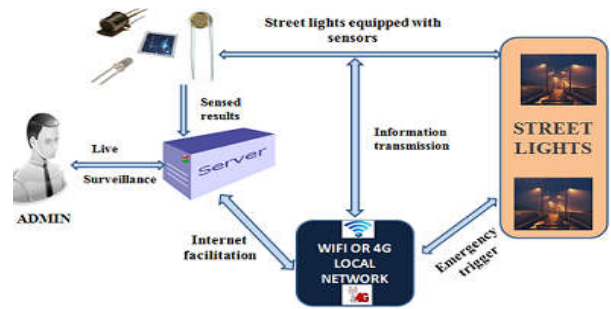 Street lights equipped with
sensors
Sensed
results
Live
Surveillance
ADMIN
Server
Information
transmission
STREET
LIGHTS
Internet
facilitation
WIFI OR 4G
LOCAL
NETWORK
4G
Emergency
trigger